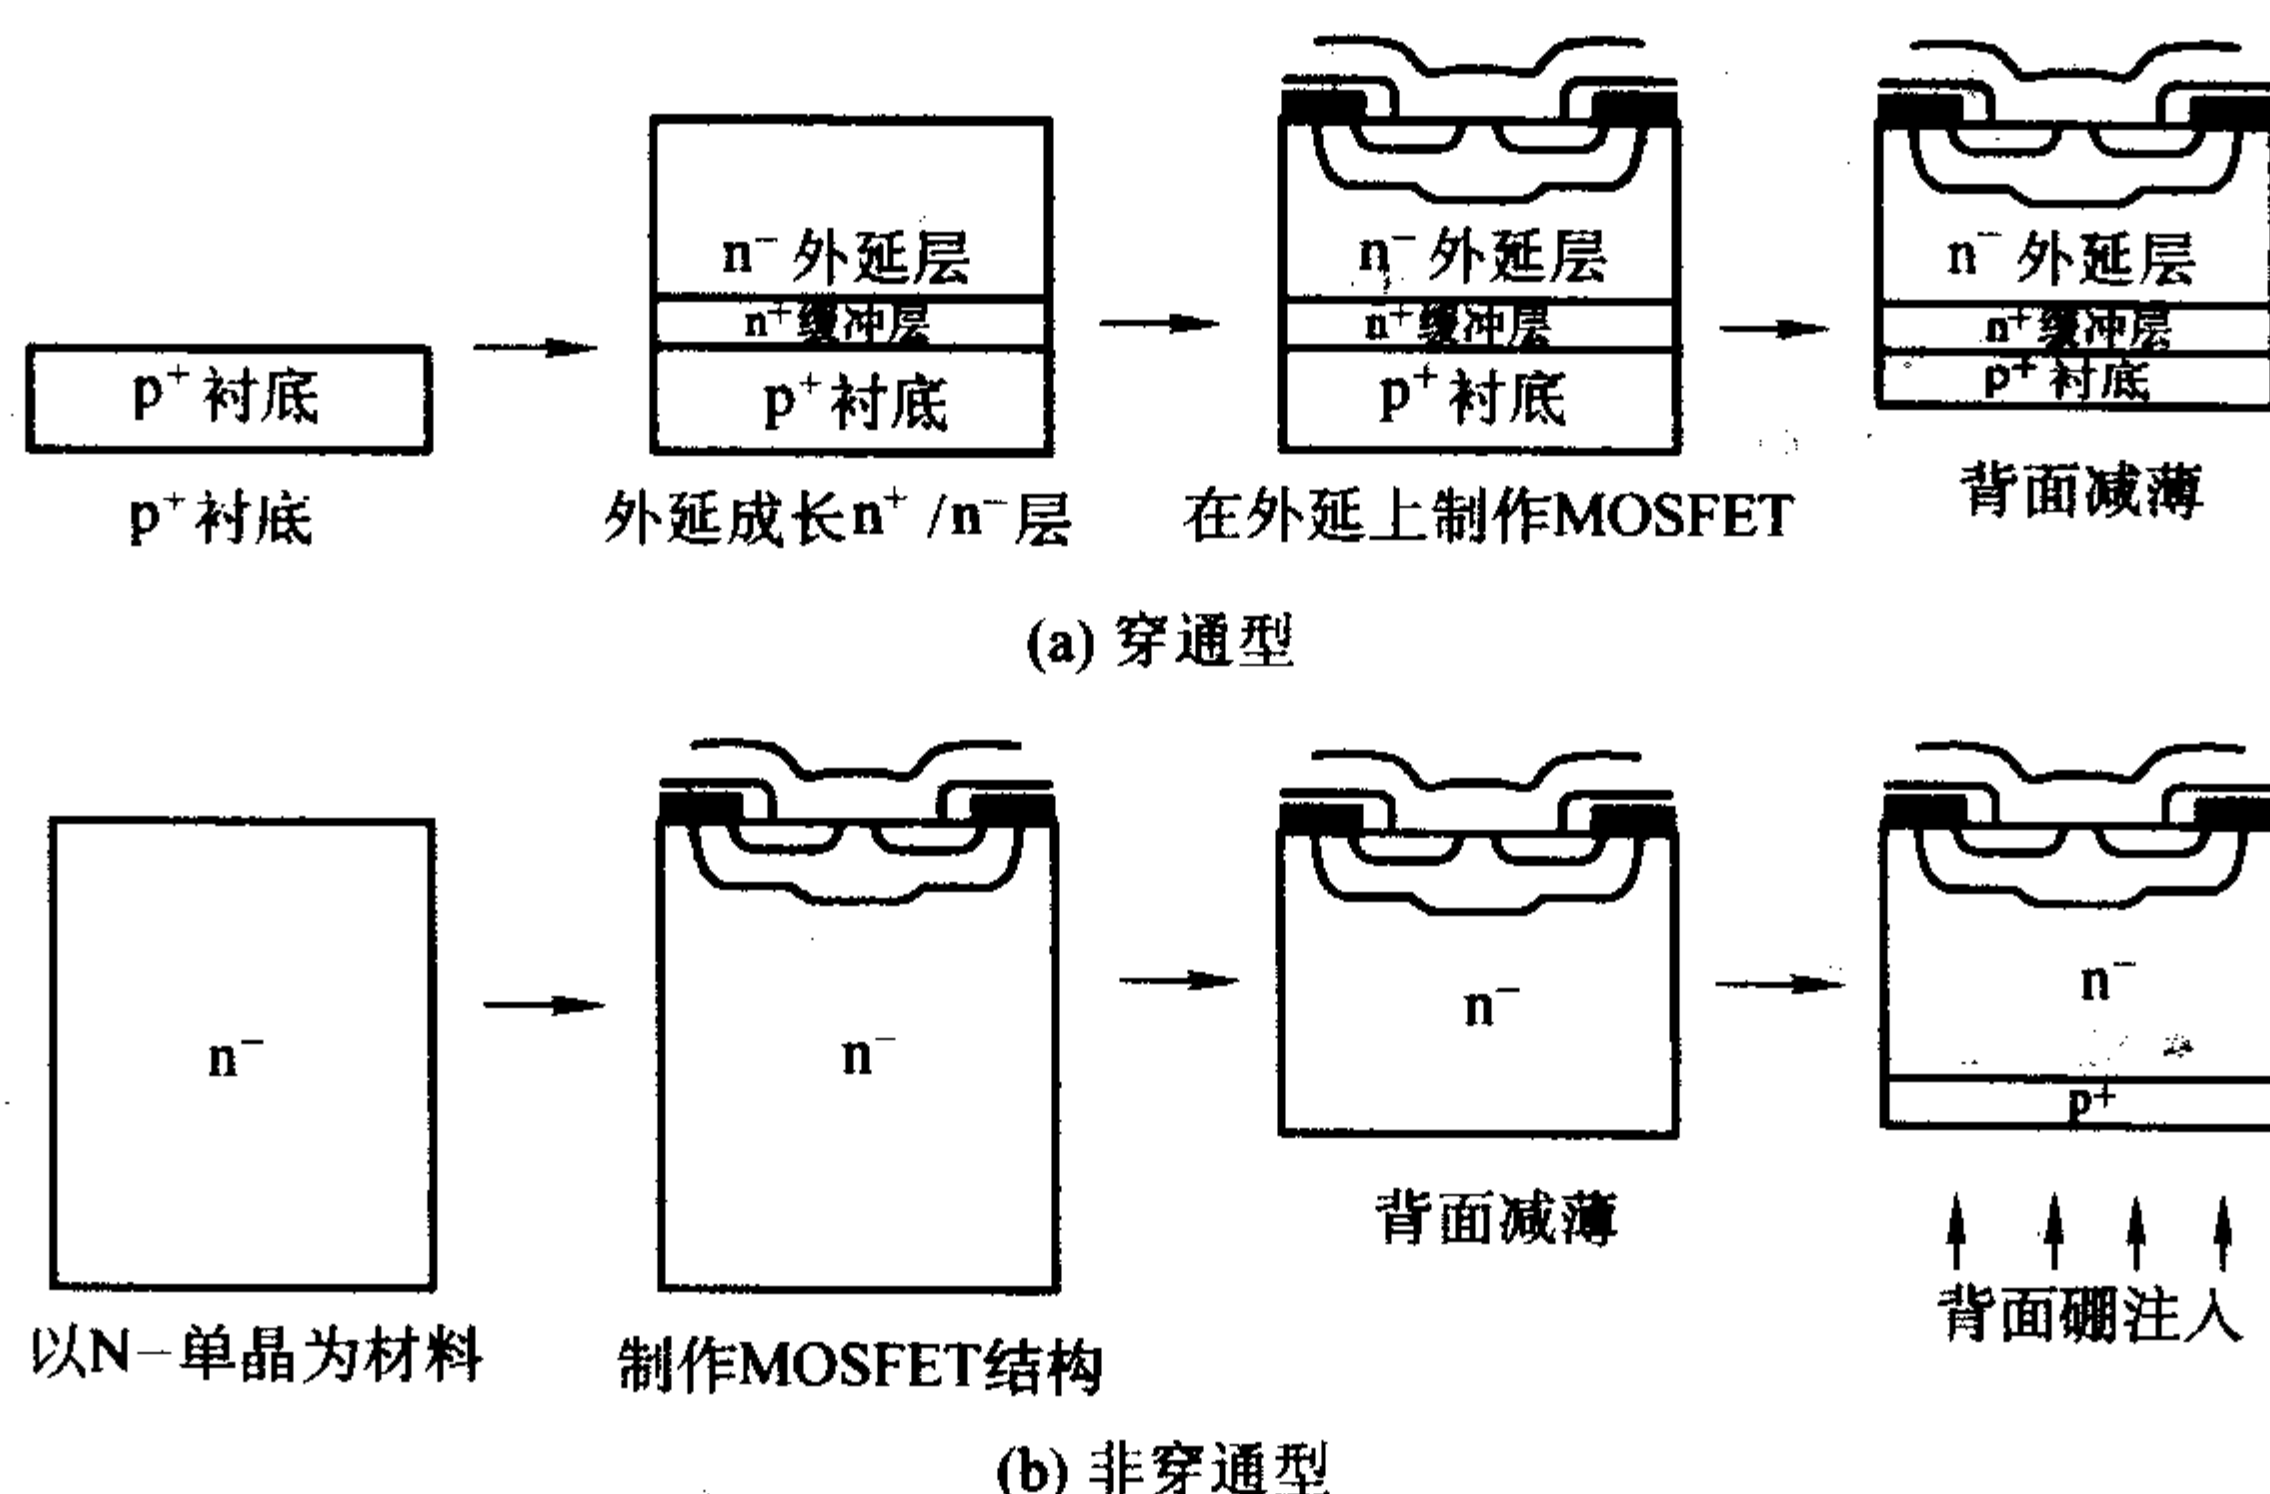 p⁺衬底
n⁻外延层
n⁺缓冲层
p⁺衬底
n⁻外延层
n⁺缓冲层
p⁺衬底
n⁻外延层
n⁺缓冲层
p⁺衬底
p⁺衬底
外延成长n⁺/n⁻层
在外延上制作MOSFET
背面减薄
(a) 穿通型
n⁻
n⁻
n⁻
n⁻
p⁺
以N-单晶为材料
制作MOSFET结构
背面减薄
背面硼注入
(b) 非穿通型